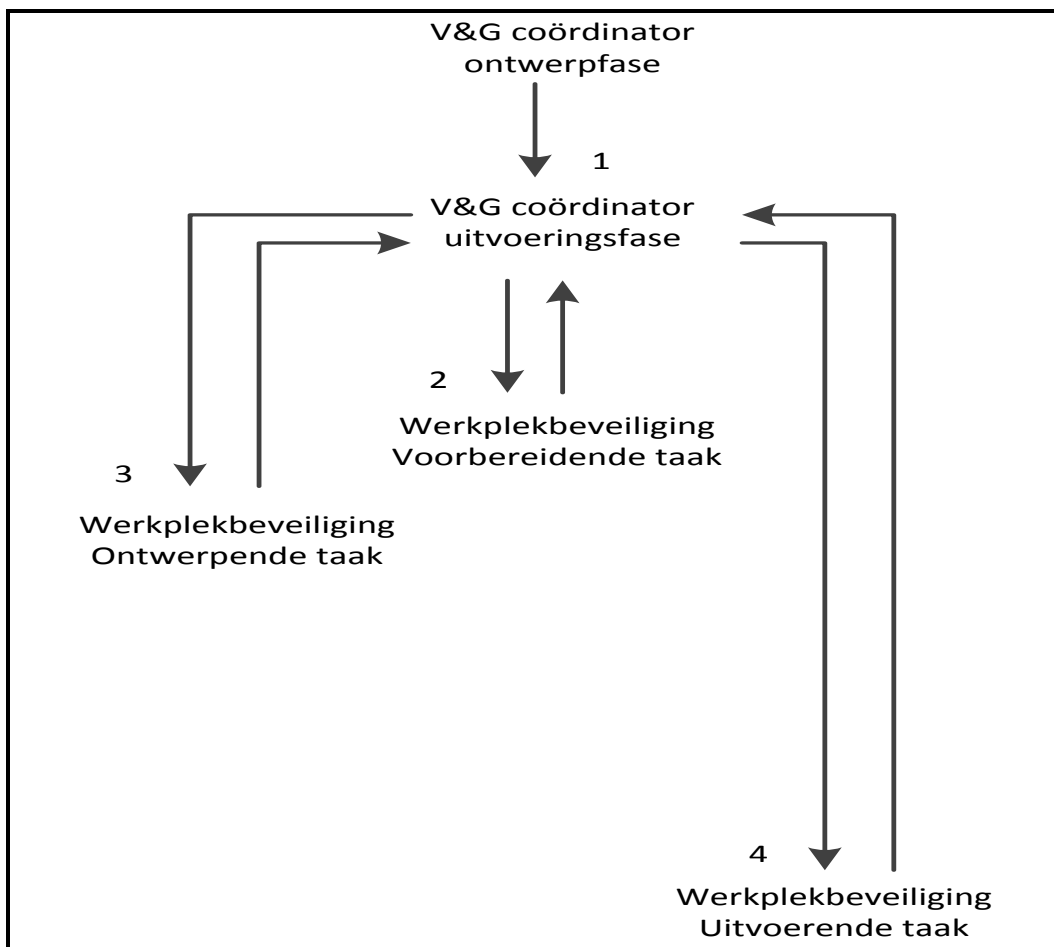 V&G coördinator
ontwerpfase
1
V&G coördinator
uitvoeringsfase
2
Werkplekbeveiliging
Voorbereidende taak
3
Werkplekbeveiliging
Ontwerpende taak
4
Werkplekbeveiliging
Uitvoerende taak